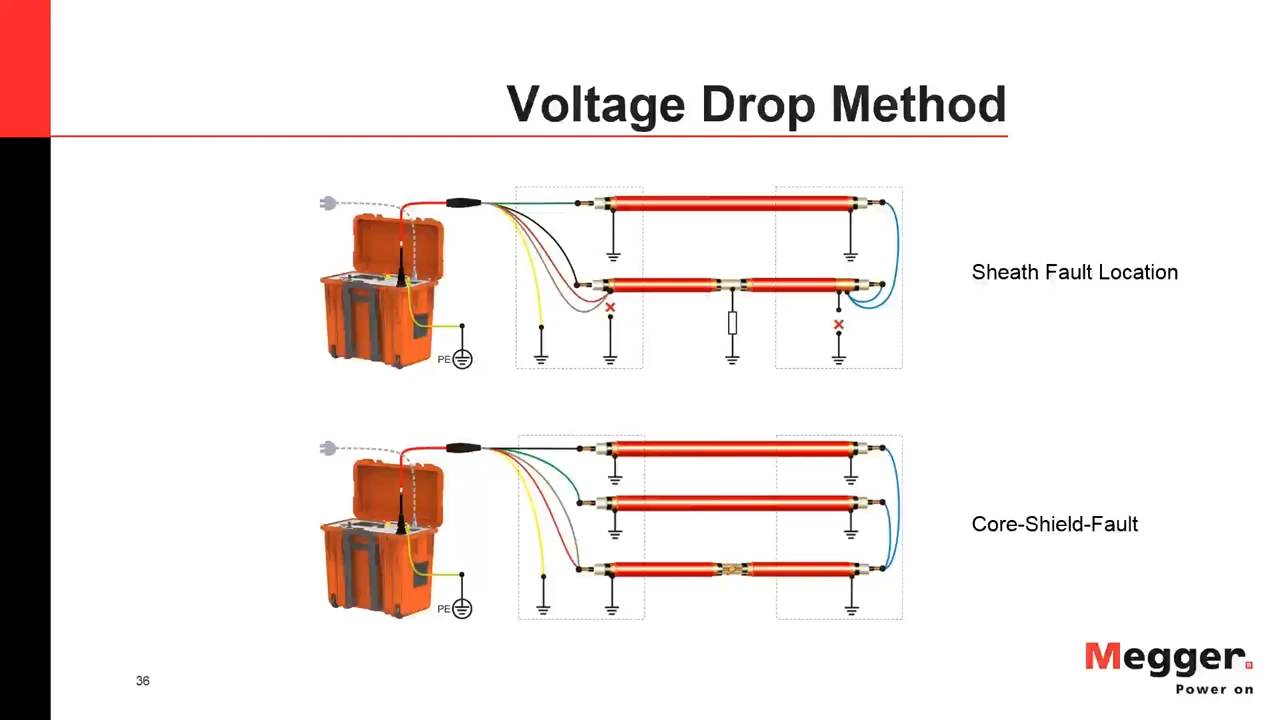 Voltage Drop Method
PE
Sheath Fault Location
PE
Core-Shield-Fault
36
Megger.
Power on